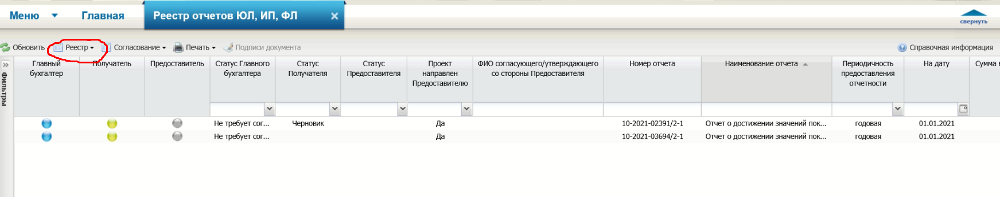 Меню Главная Реестр отчетов ЮЛ, ИП, ФЛ
свернуть
Обновить Реестр Согласование Печать Подписи документа Справочная информация
Фильтры
Главный бухгалтер
Получатель
Предоставитель
Статус Главного бухгалтера
Статус Получателя
Статус Предоставителя
Проект направлен Предоставителю
ФИО согласующего/утверждающего со стороны Предоставителя
Номер отчета
Наименование отчета
Периодичность предоставления отчетности
На дату
Сумма в
Не требует сог... Черновик Да 10-2021-02391/2-1 Отчет о достижении значений пок... годовая 01.01.2021
Не требует сог... Да 10-2021-03694/2-1 Отчет о достижении значений пок... годовая 01.01.2021